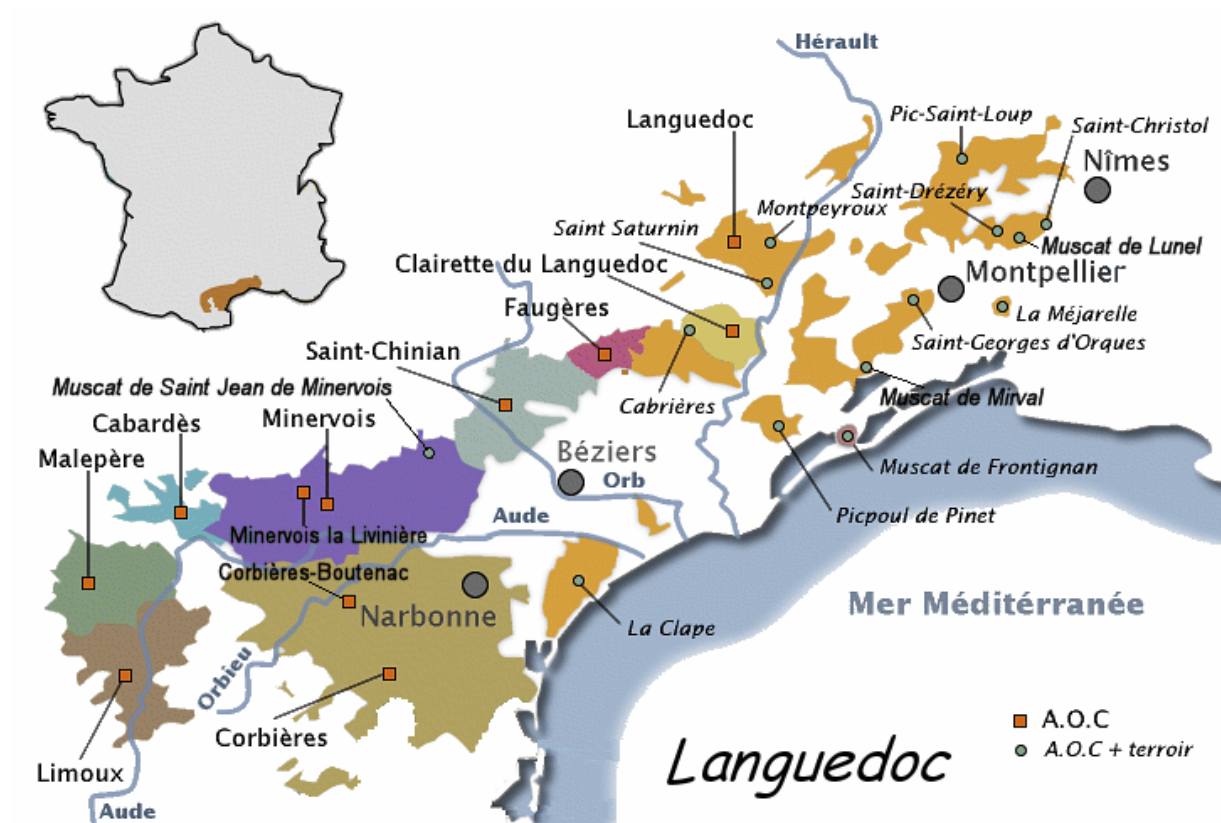 Hérault
Languedoc
Pic-Saint-Loup
Saint-Christol
Nîmes
Saint-Drézéry
Montpeyroux
Saint Saturnin
Muscat de Lunel
Clairette du Languedoc
Montpellier
Faugères
La Méjarelle
Saint-Georges d'Orques
Saint-Chinian
Muscat de Saint Jean de Minervois
Muscat de Mirval
Cabrières
Cabardès
Minervois
Malepère
Béziers
Muscat de Frontignan
Orb
Aude
Picpoul de Pinet
Minervois la Livinière
Corbières-Boutenac
Narbonne
Mer Méditérranée
La Clape
Orbieu
Corbières
A.O.C
A.O.C + terroir
Languedoc
Limoux
Aude